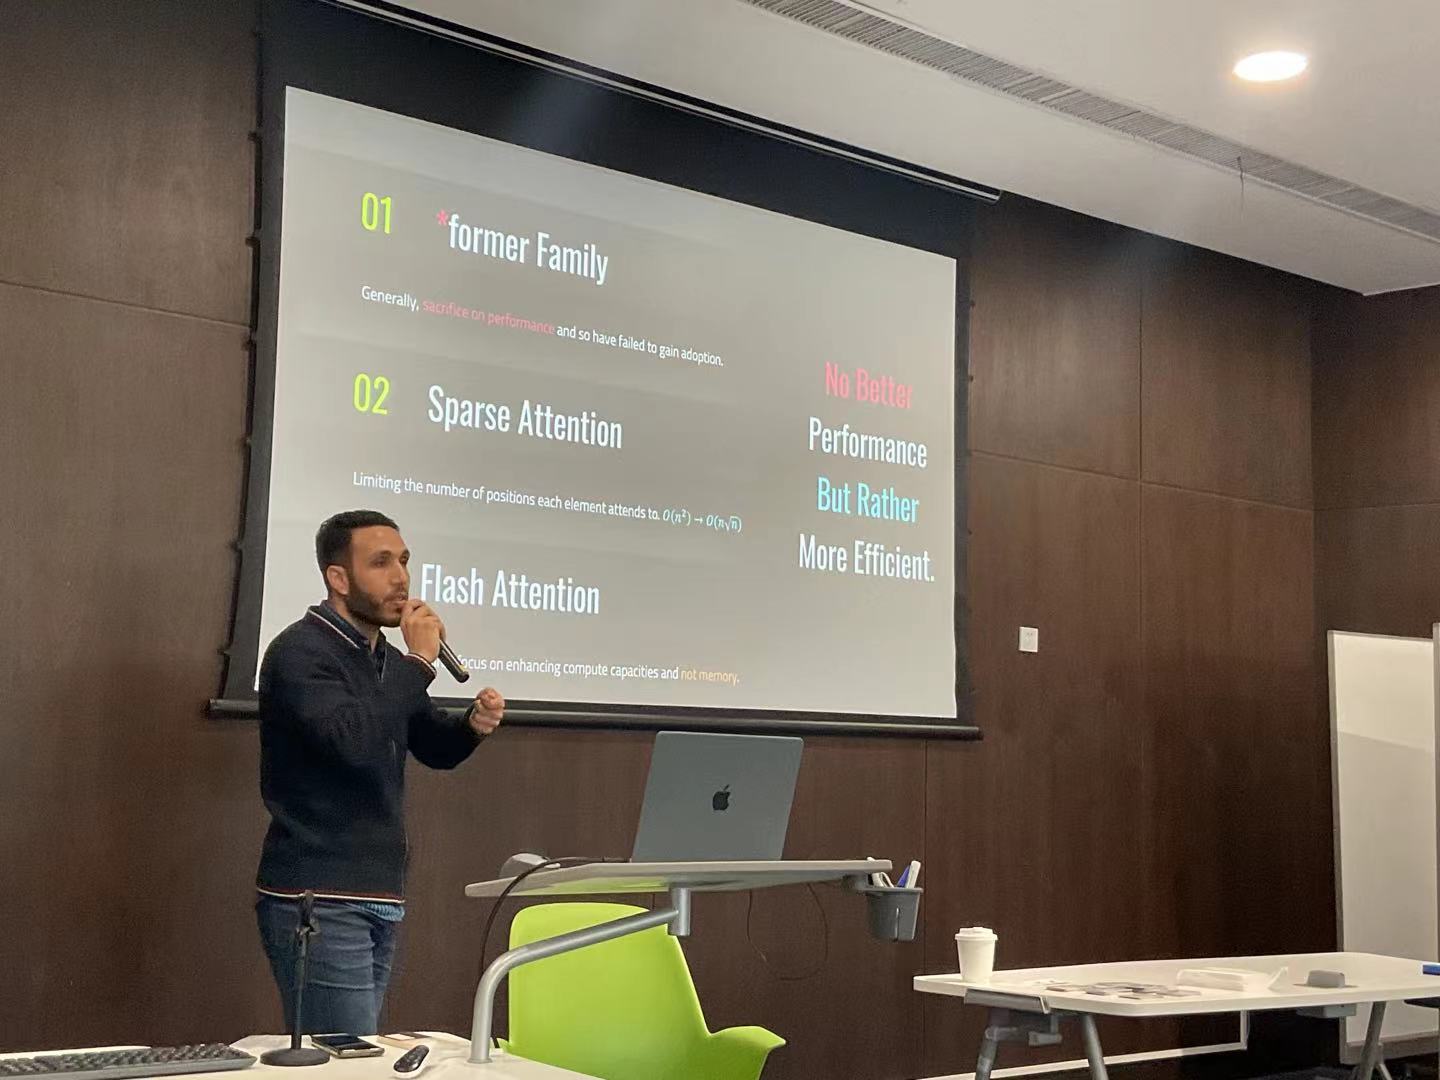 01 *former Family
Generally, sacrifice on performance and so have failed to gain adoption.
02 Sparse Attention
Limiting the number of positions each element attends to. O(n²) → O(n√n)
Flash Attention
focus on enhancing compute capacities and not memory.
No Better
Performance
But Rather
More Efficient.